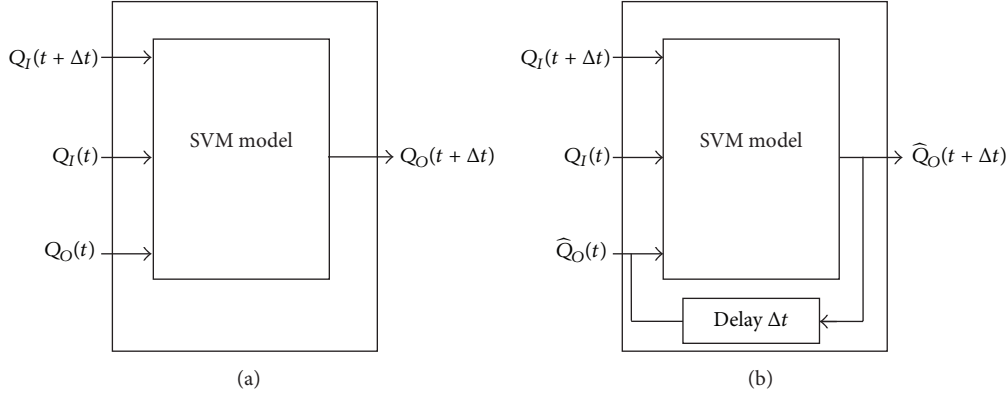 Q_I(t + Δt)
Q_I(t)
Q_O(t)
SVM model
Q_O(t + Δt)
(a)
Q_I(t + Δt)
Q_I(t)
Q̂_O(t)
SVM model
Q̂_O(t + Δt)
Delay Δt
(b)